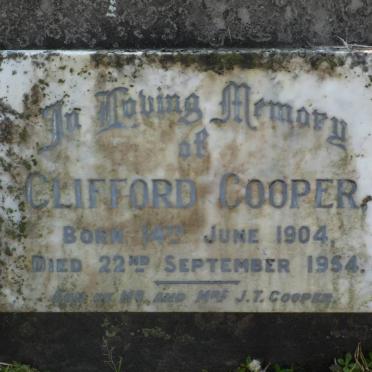 In Loving Memory
of
CLIFFORD COOPER,
BORN 14TH JUNE 1904,
DIED 22ND SEPTEMBER 1954.
SON OF MR. AND MRS J.T. COOPER.